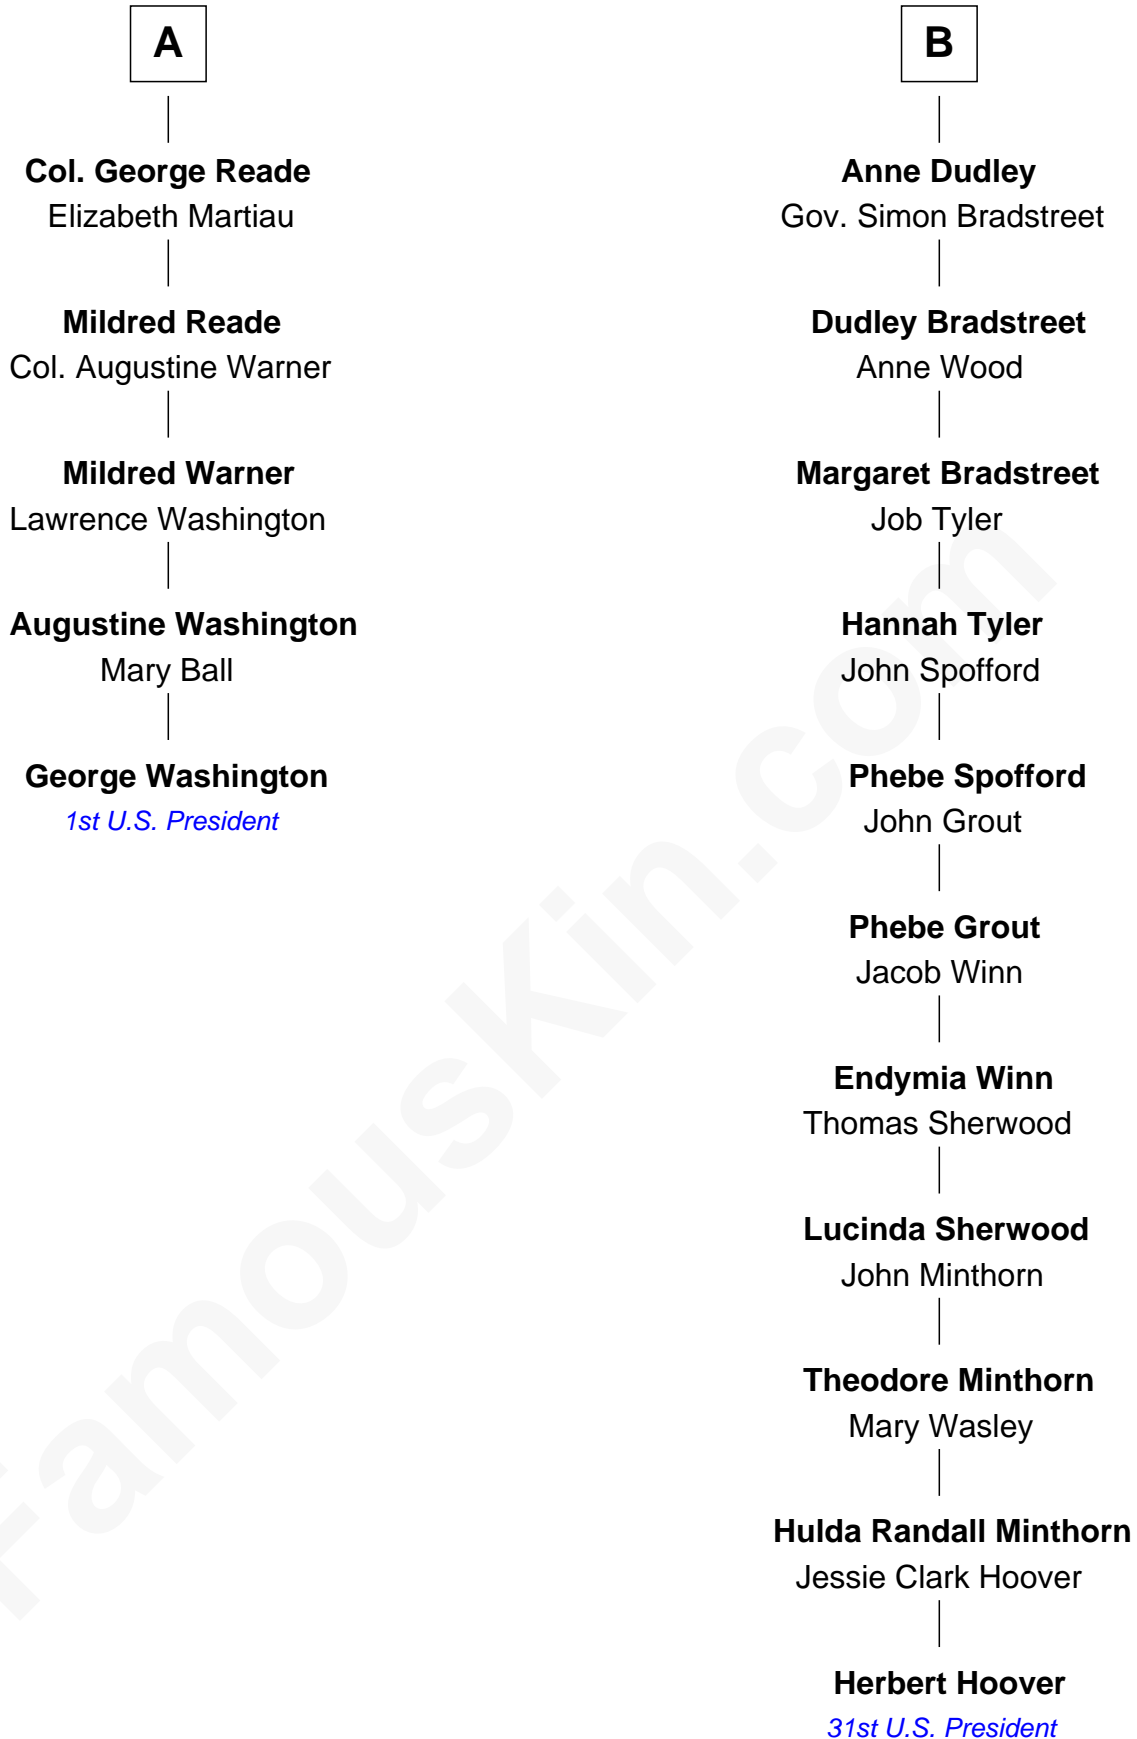 A
Col. George Reade
Elizabeth Martiau
Mildred Reade
Col. Augustine Warner
Mildred Warner
Lawrence Washington
Augustine Washington
Mary Ball
George Washington
1st U.S. President
B
Anne Dudley
Gov. Simon Bradstreet
Dudley Bradstreet
Anne Wood
Margaret Bradstreet
Job Tyler
Hannah Tyler
John Spofford
Phebe Spofford
John Grout
Phebe Grout
Jacob Winn
Endymia Winn
Thomas Sherwood
Lucinda Sherwood
John Minthorn
Theodore Minthorn
Mary Wasley
Hulda Randall Minthorn
Jessie Clark Hoover
Herbert Hoover
31st U.S. President
FamousKin.com